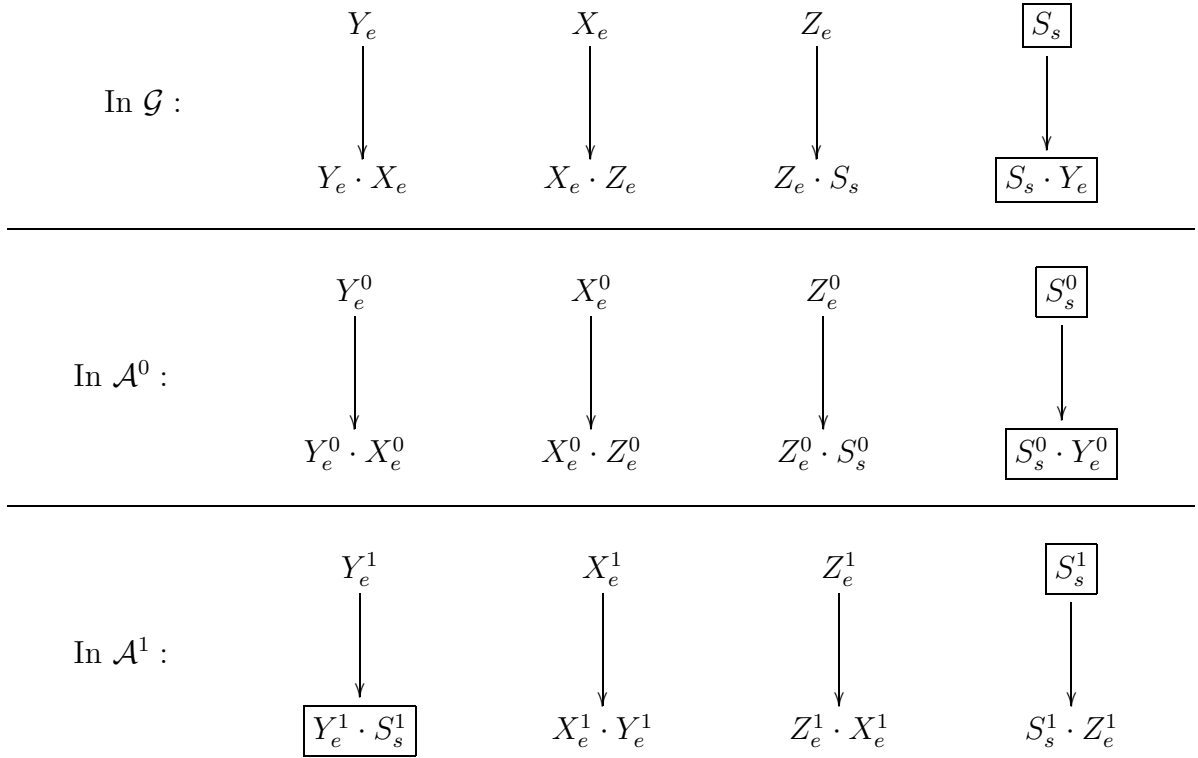 Y_e X_e Z_e S_s
In 𝒢 :
Y_e · X_e X_e · Z_e Z_e · S_s S_s · Y_e
Y_e^0 X_e^0 Z_e^0 S_s^0
In 𝒜^0 :
Y_e^0 · X_e^0 X_e^0 · Z_e^0 Z_e^0 · S_s^0 S_s^0 · Y_e^0
Y_e^1 X_e^1 Z_e^1 S_s^1
In 𝒜^1 :
Y_e^1 · S_s^1 X_e^1 · Y_e^1 Z_e^1 · X_e^1 S_s^1 · Z_e^1